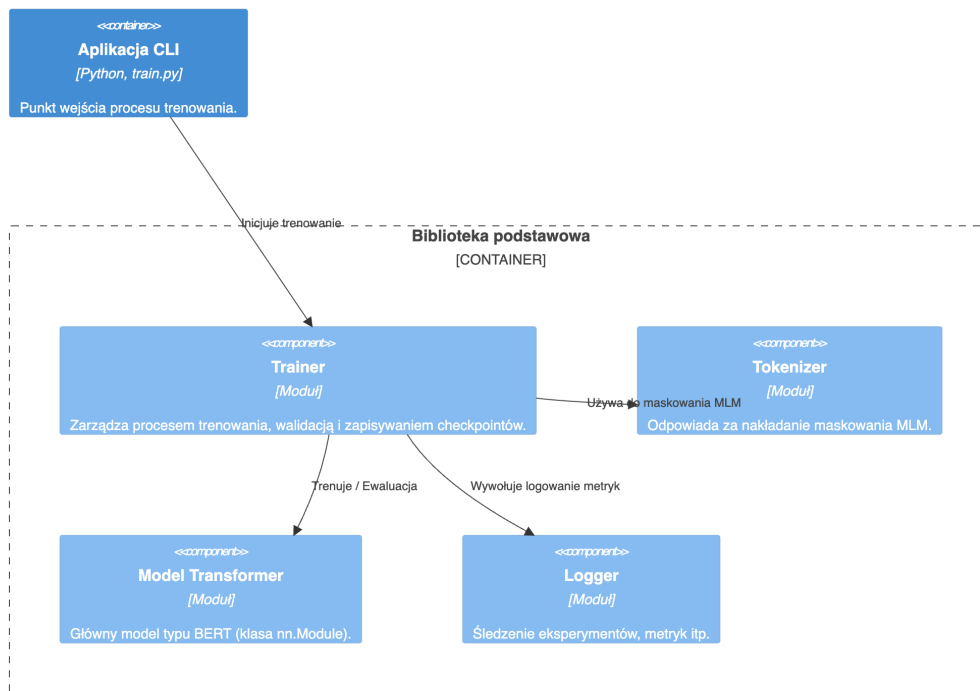 <<container>>
Aplikacja CLI
[Python, train.py]
Punkt wejścia procesu trenowania.
Inicjuje trenowanie
Biblioteka podstawowa
[CONTAINER]
<<component>>
Trainer
[Moduł]
Zarządza procesem trenowania, walidacją i zapisywaniem checkpointów.
Używa do maskowania MLM
<<component>>
Tokenizer
[Moduł]
Odpowiada za nakładanie maskowania MLM.
Trenuje / Ewaluacja
Wywołuje logowanie metryk
<<component>>
Model Transformer
[Moduł]
Główny model typu BERT (klasa nn.Module).
<<component>>
Logger
[Moduł]
Śledzenie eksperymentów, metryk itp.